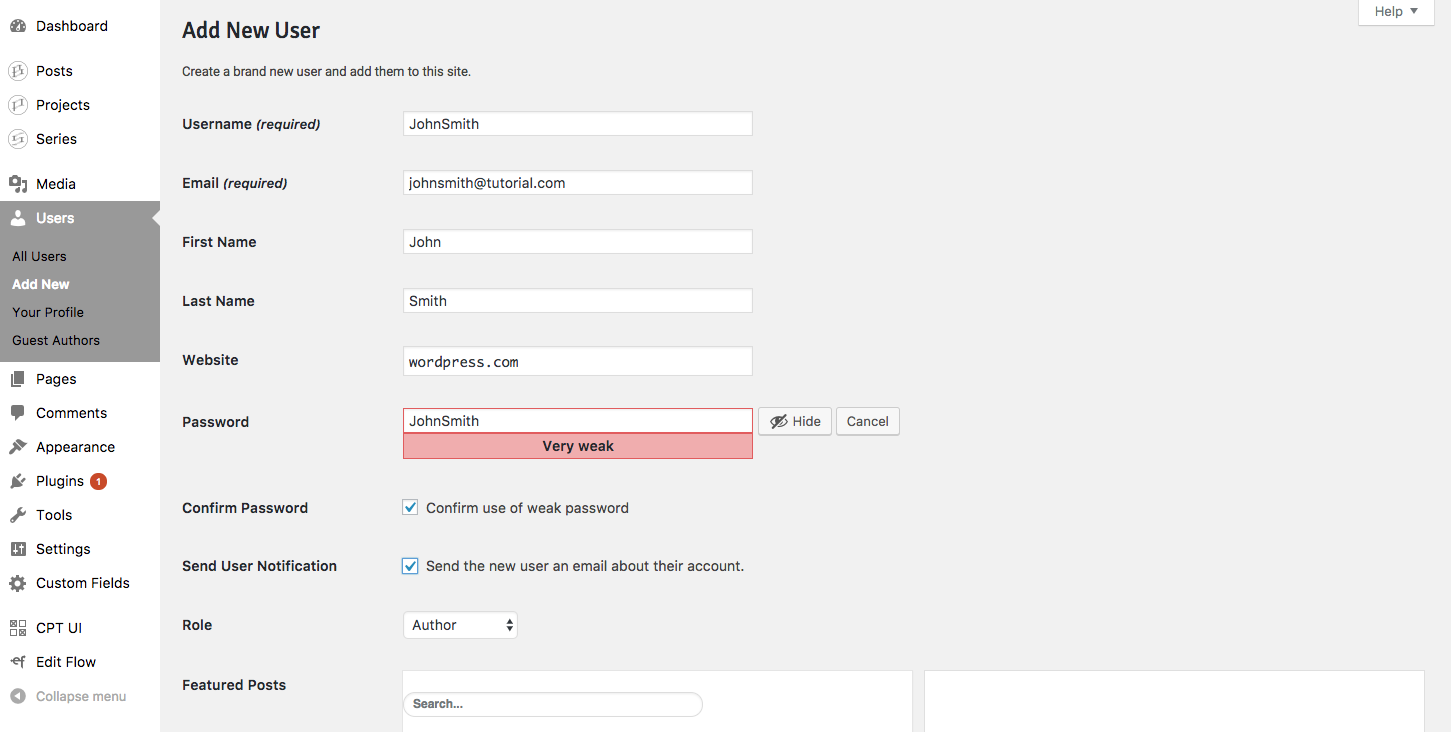 Dashboard
Posts
Projects
Series
Media
Users
All Users
Add New
Your Profile
Guest Authors
Pages
Comments
Appearance
Plugins 1
Tools
Settings
Custom Fields
CPT UI
ef Edit Flow
Collapse menu
Help ▼
Add New User
Create a brand new user and add them to this site.
Username (required) JohnSmith
Email (required) johnsmith@tutorial.com
First Name John
Last Name Smith
Website wordpress.com
Password JohnSmith Hide Cancel
Very weak
Confirm Password Confirm use of weak password
Send User Notification Send the new user an email about their account.
Role Author
Featured Posts
Search...